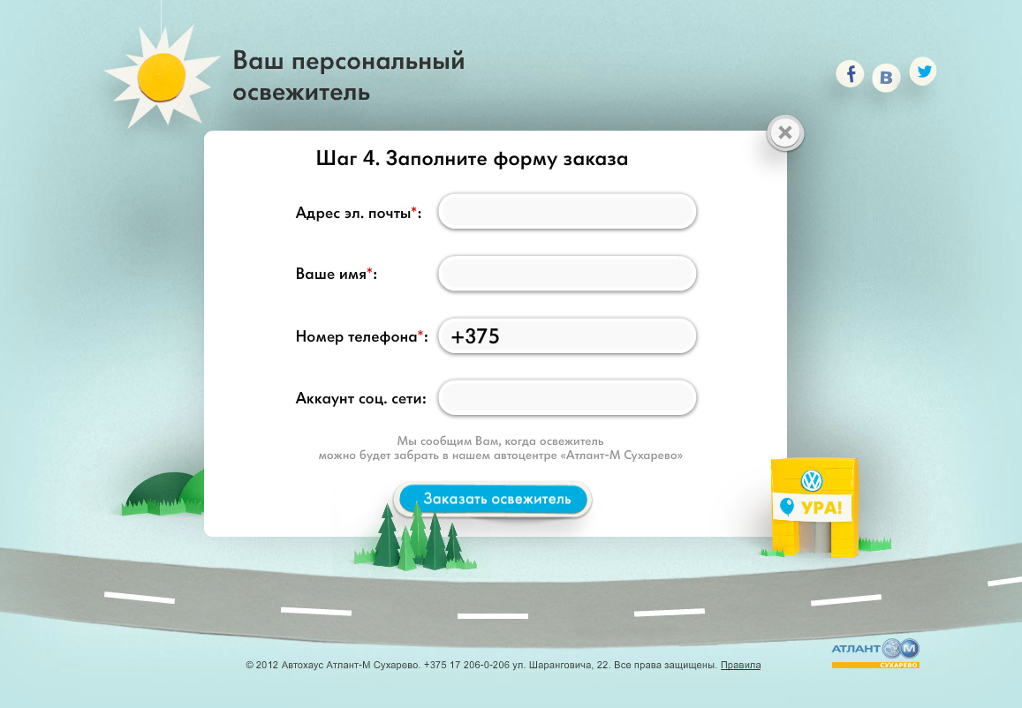 Ваш персональный
освежитель
Шаг 4. Заполните форму заказа
Адрес эл. почты*:
Ваше имя*:
Номер телефона*: +375
Аккаунт соц. сети:
Мы сообщим Вам, когда освежитель
можно будет забрать в нашем автоцентре «Атлант-М Сухарево»
Заказать освежитель
УРА!
АТЛАНТ М
СУХАРЕВО
© 2012 Автохаус Атлант-М Сухарево. +375 17 206-0-206 ул. Шаранговича, 22. Все права защищены. Правила